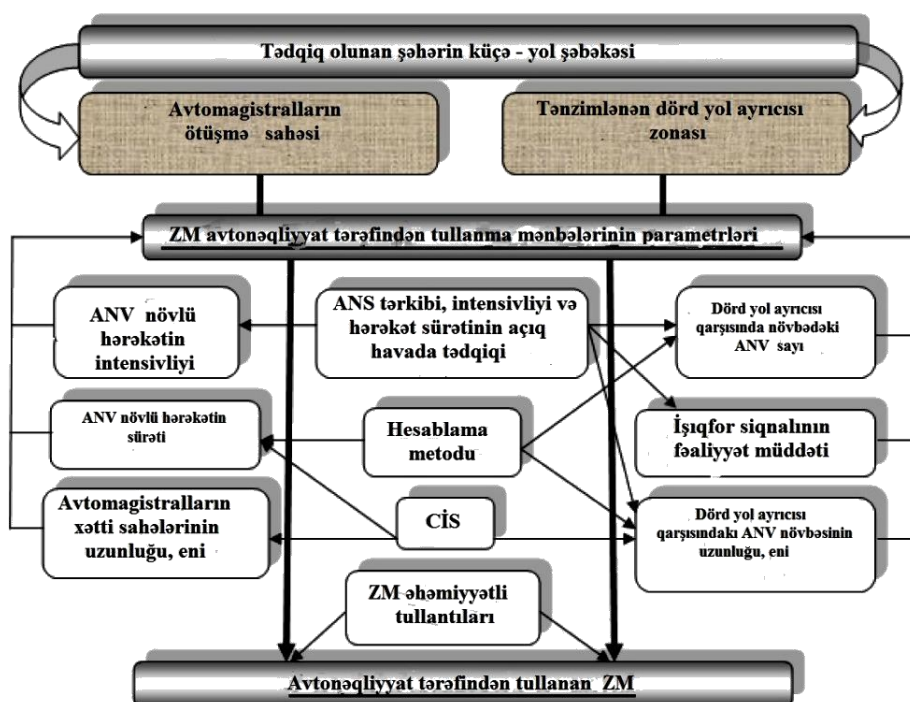 Tədqiq olunan şəhərin küçə - yol şəbəkəsi
Avtomagistralların
ötüşmə sahəsi
Tənzimlənən dörd yol ayrıcısı
zonası
ZM avtonəqliyyat tərəfindən tullanma mənbələrinin parametrləri
ANV növlü
hərəkətin
intensivliyi
ANS tərkibi, intensivliyi və
hərəkət sürətinin açıq
havada tədqiqi
Dörd yol ayrıcısı
qarşısında növbədəki
ANV sayı
ANV növlü hərəkətin
sürəti
Hesablama
metodu
İşıqfor siqnalının
fəaliyyət müddəti
Avtomagistralların
xətti sahələrinin
uzunluğu, eni
CİS
Dörd yol ayrıcısı
qarşısındakı ANV növbəsinin
uzunluğu, eni
ZM əhəmiyyətli
tullantıları
Avtonəqliyyat tərəfindən tullanan ZM